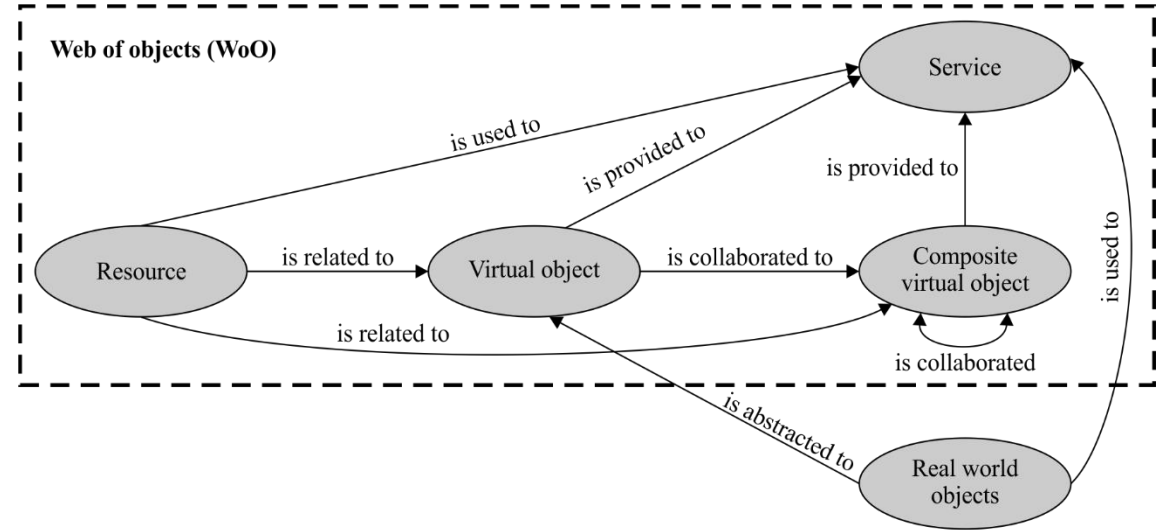 Web of objects (WoO)
Service
is used to
is provided to
is provided to
Resource
is related to
Virtual object
is collaborated to
Composite
virtual object
is used to
is related to
is collaborated
is abstracted to
Real world
objects